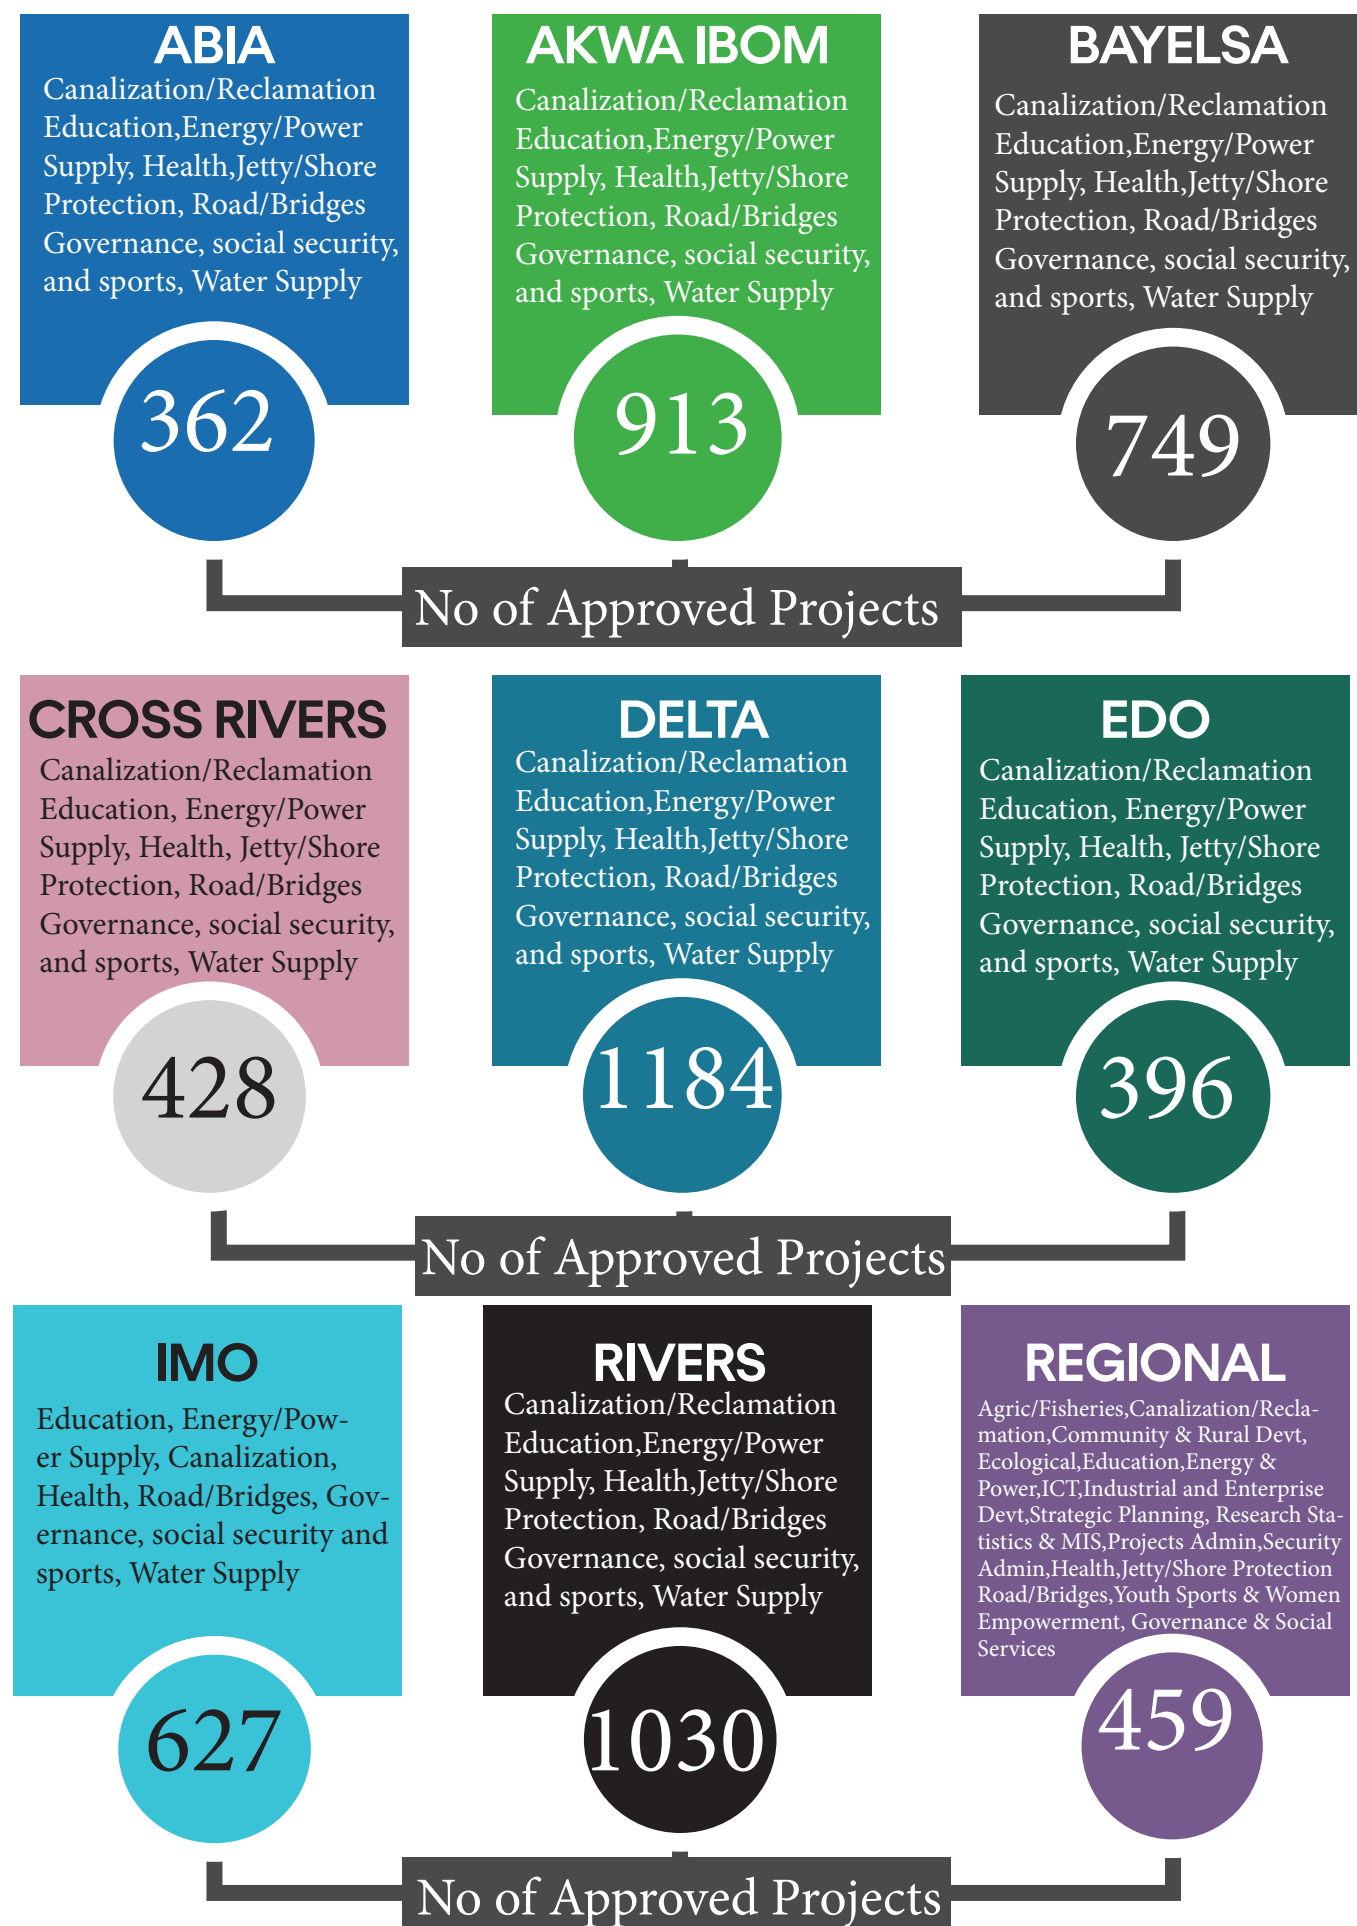 ABIA
Canalization/Reclamation
Education,Energy/Power
Supply, Health,Jetty/Shore
Protection, Road/Bridges
Governance, social security,
and sports, Water Supply
362
AKWA IBOM
Canalization/Reclamation
Education,Energy/Power
Supply, Health,Jetty/Shore
Protection, Road/Bridges
Governance, social security,
and sports, Water Supply
913
BAYELSA
Canalization/Reclamation
Education,Energy/Power
Supply, Health,Jetty/Shore
Protection, Road/Bridges
Governance, social security,
and sports, Water Supply
749
No of Approved Projects
CROSS RIVERS
Canalization/Reclamation
Education, Energy/Power
Supply, Health, Jetty/Shore
Protection, Road/Bridges
Governance, social security,
and sports, Water Supply
428
DELTA
Canalization/Reclamation
Education,Energy/Power
Supply, Health,Jetty/Shore
Protection, Road/Bridges
Governance, social security,
and sports, Water Supply
1184
EDO
Canalization/Reclamation
Education, Energy/Power
Supply, Health, Jetty/Shore
Protection, Road/Bridges
Governance, social security,
and sports, Water Supply
396
No of Approved Projects
IMO
Education, Energy/Pow-
er Supply, Canalization,
Health, Road/Bridges, Gov-
ernance, social security and
sports, Water Supply
627
RIVERS
Canalization/Reclamation
Education,Energy/Power
Supply, Health,Jetty/Shore
Protection, Road/Bridges
Governance, social security,
and sports, Water Supply
1030
REGIONAL
Agric/Fisheries,Canalization/Recla-
mation,Community & Rural Devt,
Ecological,Education,Energy &
Power,ICT,Industrial and Enterprise
Devt,Strategic Planning, Research Sta-
tistics & MIS,Projects Admin,Security
Admin,Health,Jetty/Shore Protection
Road/Bridges,Youth Sports & Women
Empowerment, Governance & Social
Services
459
No of Approved Projects